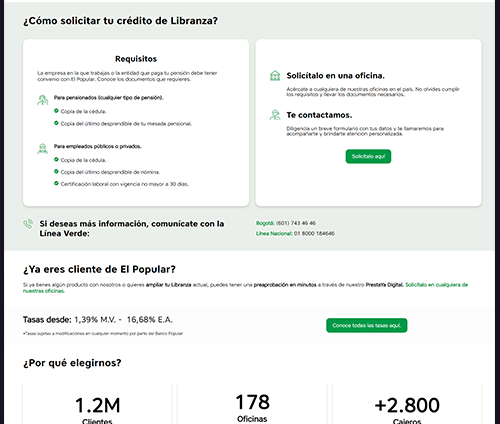 ¿Cómo solicitar tu crédito de Libranza?
Requisitos
La empresa en la que trabajas o la entidad que paga tu pensión debe tener
convenio con El Popular. Conoce los documentos que requieres.
Para pensionados (cualquier tipo de pensión).
Copia de la cédula.
Copia del último desprendible de tu mesada pensional.
Para empleados públicos o privados.
Copia de la cédula.
Copia del último desprendible de nómina.
Certificación laboral con vigencia no mayor a 30 días.
Solicítalo en una oficina.
Acércate a cualquiera de nuestras oficinas en el país. No olvides cumplir
los requisitos y llevar los documentos necesarios.
Te contactamos.
Diligencia un breve formulario con tus datos y te llamaremos para
acompañarte y brindarte atención personalizada.
Solicítalo aquí
Si deseas más información, comunícate con la
Línea Verde:
Bogotá: (601) 743 46 46
Línea Nacional: 01 8000 184646
¿Ya eres cliente de El Popular?
Si ya tienes algún producto con nosotros o quieres ampliar tu Libranza actual, puedes tener una preaprobación en minutos a través de nuestro PrestaYa Digital. Solicítalo en cualquiera de
nuestras oficinas.
Tasas desde: 1,39% M.V. - 16,68% E.A.
*Tasas sujetas a modificaciones en cualquier momento por parte del Banco Popular
Conoce todas las tasas aquí.
¿Por qué elegirnos?
1.2M
Clientes
178
Oficinas
+2.800
Cajeros